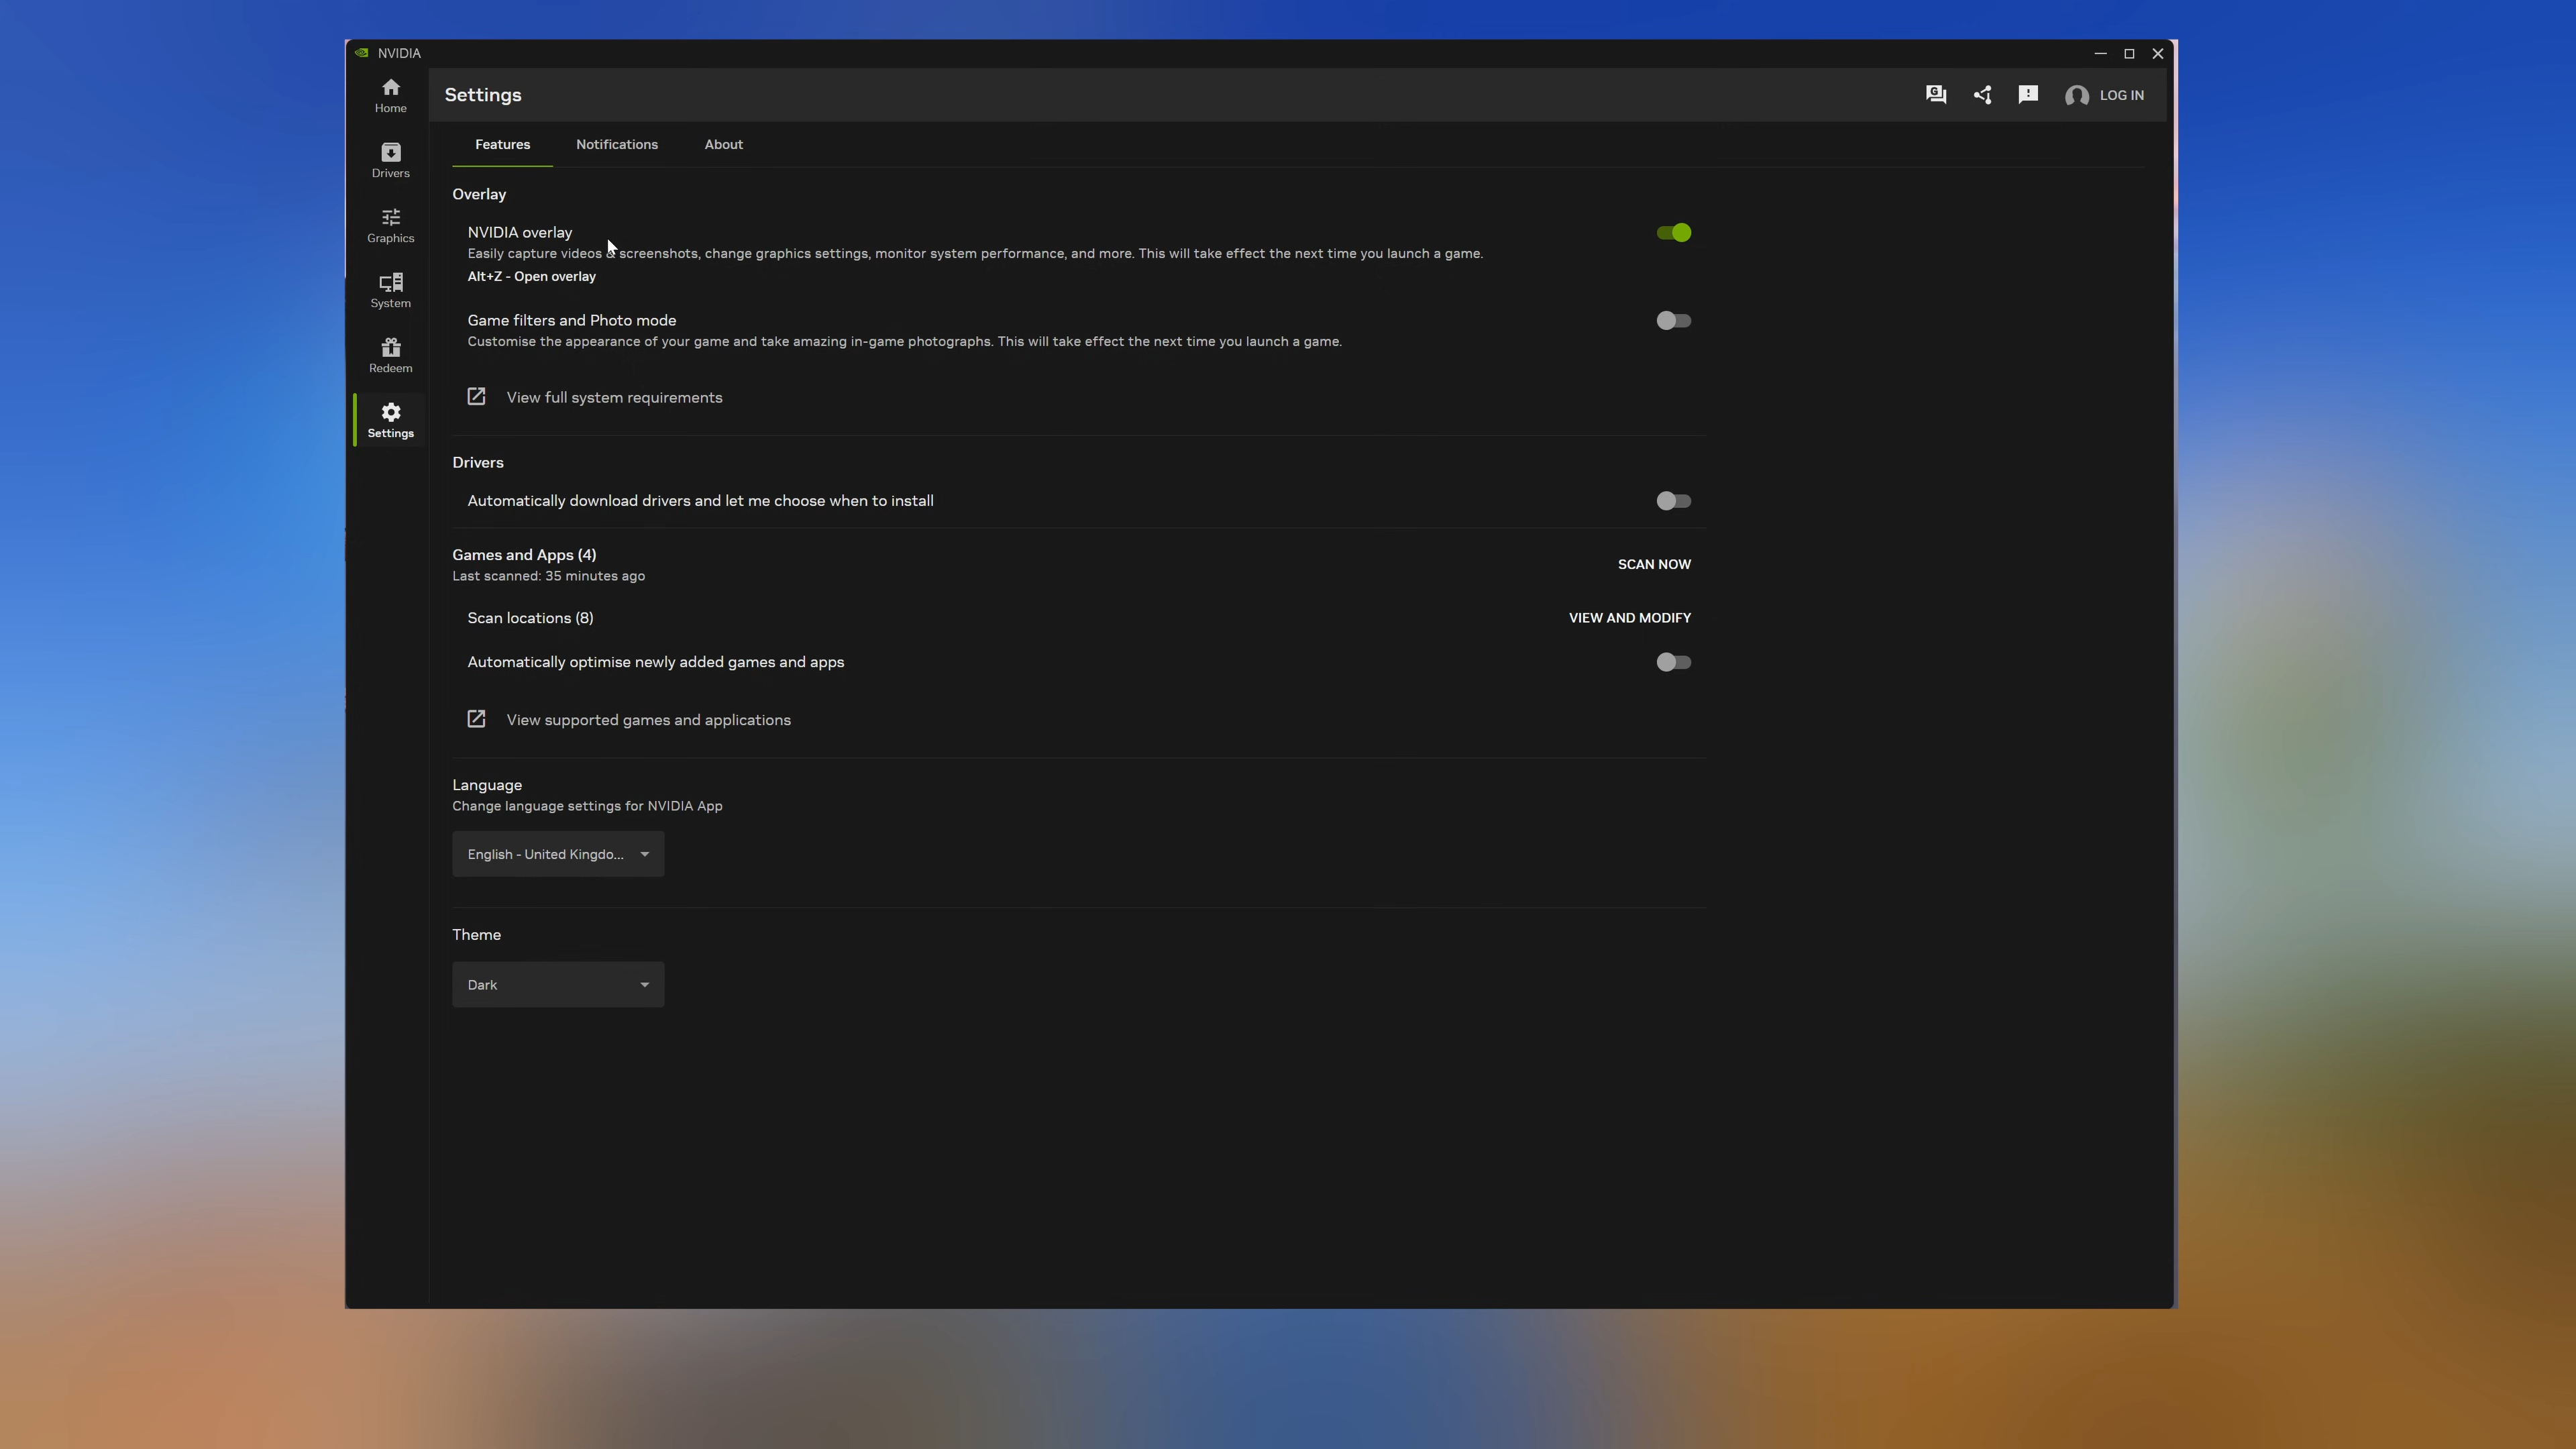 NVIDIA
Home
Drivers
Graphics
System
Redeem
Settings
Settings
LOG IN
Features
Notifications
About
Overlay
NVIDIA overlay
Easily capture videos & screenshots, change graphics settings, monitor system performance, and more. This will take effect the next time you launch a game.
Alt+Z - Open overlay
Game filters and Photo mode
Customise the appearance of your game and take amazing in-game photographs. This will take effect the next time you launch a game.
View full system requirements
Drivers
Automatically download drivers and let me choose when to install
Games and Apps (4)
Last scanned: 35 minutes ago
SCAN NOW
Scan locations (8)
VIEW AND MODIFY
Automatically optimise newly added games and apps
View supported games and applications
Language
Change language settings for NVIDIA App
English - United Kingdo...
Theme
Dark